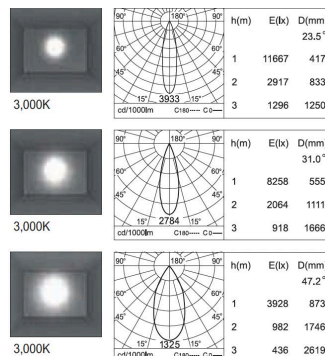 90° 180° 90°
60° 60°
45° 45°
15° 3933 15°
cd/1000lm C180----- C0—
h(m) E(lx) D(mm
23.5°
1 11667 417
2 2917 833
3 1296 1250
3,000K
90° 180° 90°
60° 60°
45° 45°
15° 2784 15°
cd/1000lm C180----- C0—
h(m) E(lx) D(mm
31.0°
1 8258 555
2 2064 1111
3 918 1666
3,000K
90° 180° 90°
60° 60°
45° 45°
15° 1325 15°
cd/1000lm C180----- C0—
h(m) E(lx) D(mm
47.2°
1 3928 873
2 982 1746
3 436 2619
3,000K